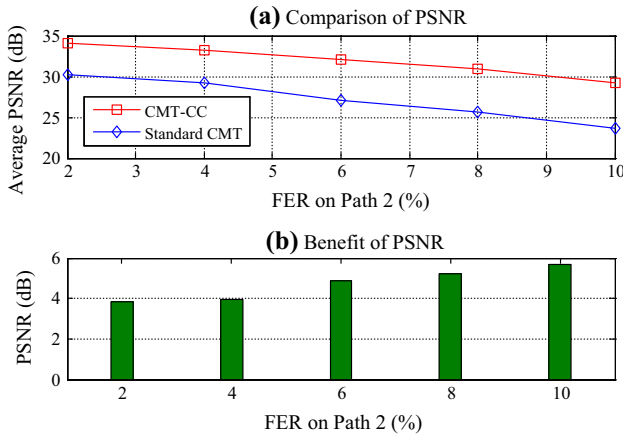 (a) Comparison of PSNR
Average PSNR (dB)
35
30
25
20
CMT-CC
Standard CMT
2 3 4 5 6 7 8 9 10
FER on Path 2 (%)
(b) Benefit of PSNR
PSNR (dB)
6
4
2
0
2 4 6 8 10
FER on Path 2 (%)